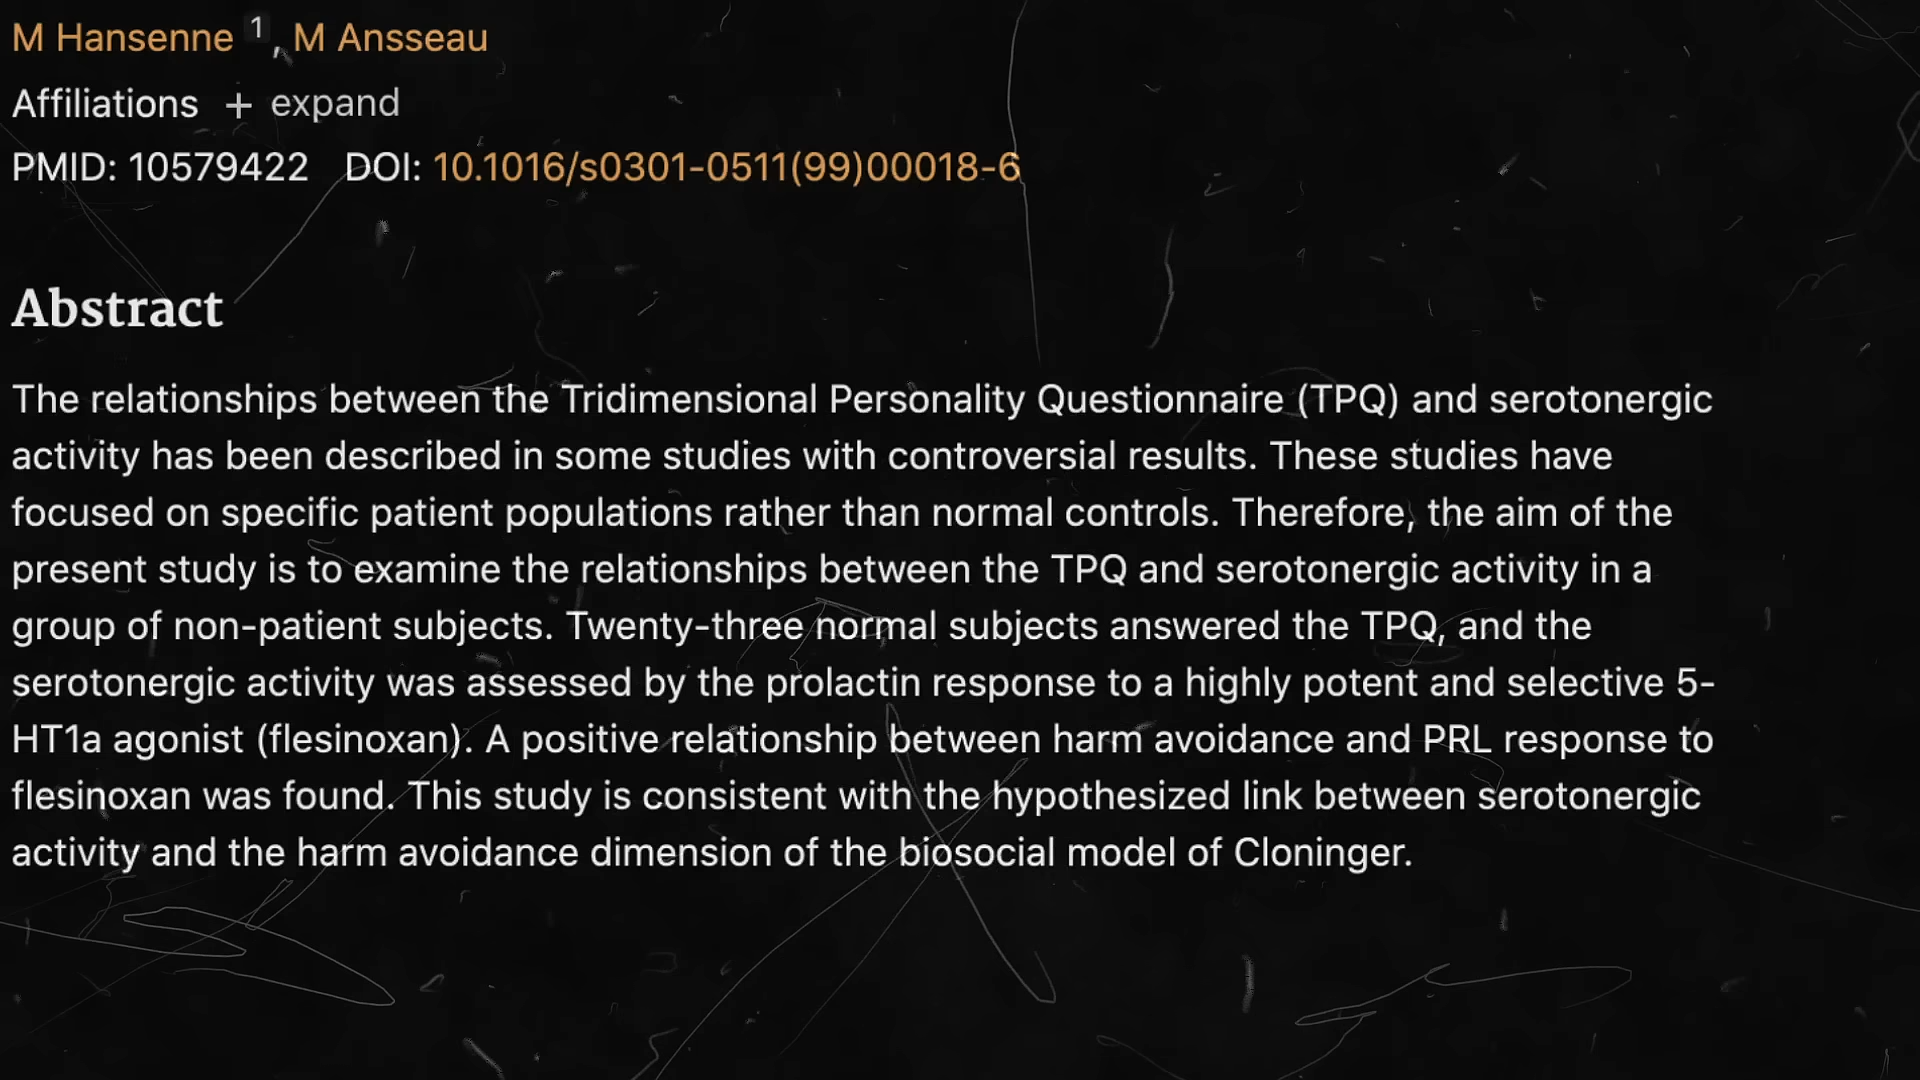 M Hansenne 1, M Ansseau
Affiliations + expand
PMID: 10579422 DOI: 10.1016/s0301-0511(99)00018-6
Abstract
The relationships between the Tridimensional Personality Questionnaire (TPQ) and serotonergic
activity has been described in some studies with controversial results. These studies have
focused on specific patient populations rather than normal controls. Therefore, the aim of the
present study is to examine the relationships between the TPQ and serotonergic activity in a
group of non-patient subjects. Twenty-three normal subjects answered the TPQ, and the
serotonergic activity was assessed by the prolactin response to a highly potent and selective 5-
HT1a agonist (flesinoxan). A positive relationship between harm avoidance and PRL response to
flesinoxan was found. This study is consistent with the hypothesized link between serotonergic
activity and the harm avoidance dimension of the biosocial model of Cloninger.